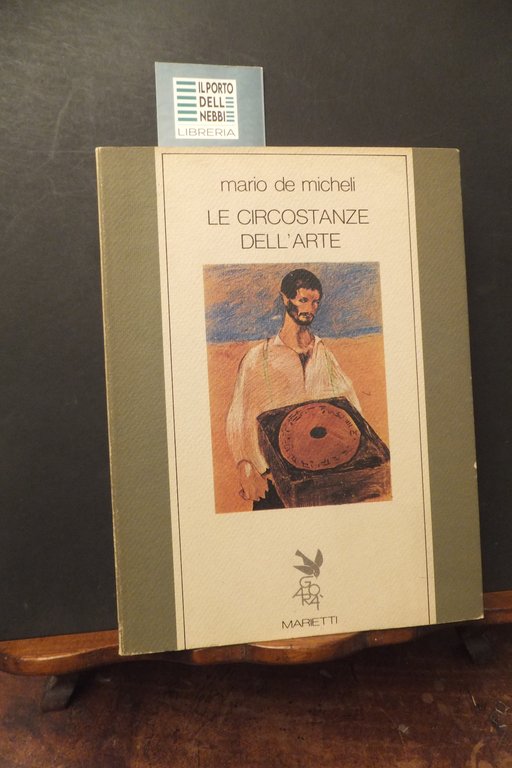 IL PORTO
DELLE
NEBBIE
LIBRERIA
mario de micheli
LE CIRCOSTANZE
DELL'ARTE
AGORÀ
MARIETTI